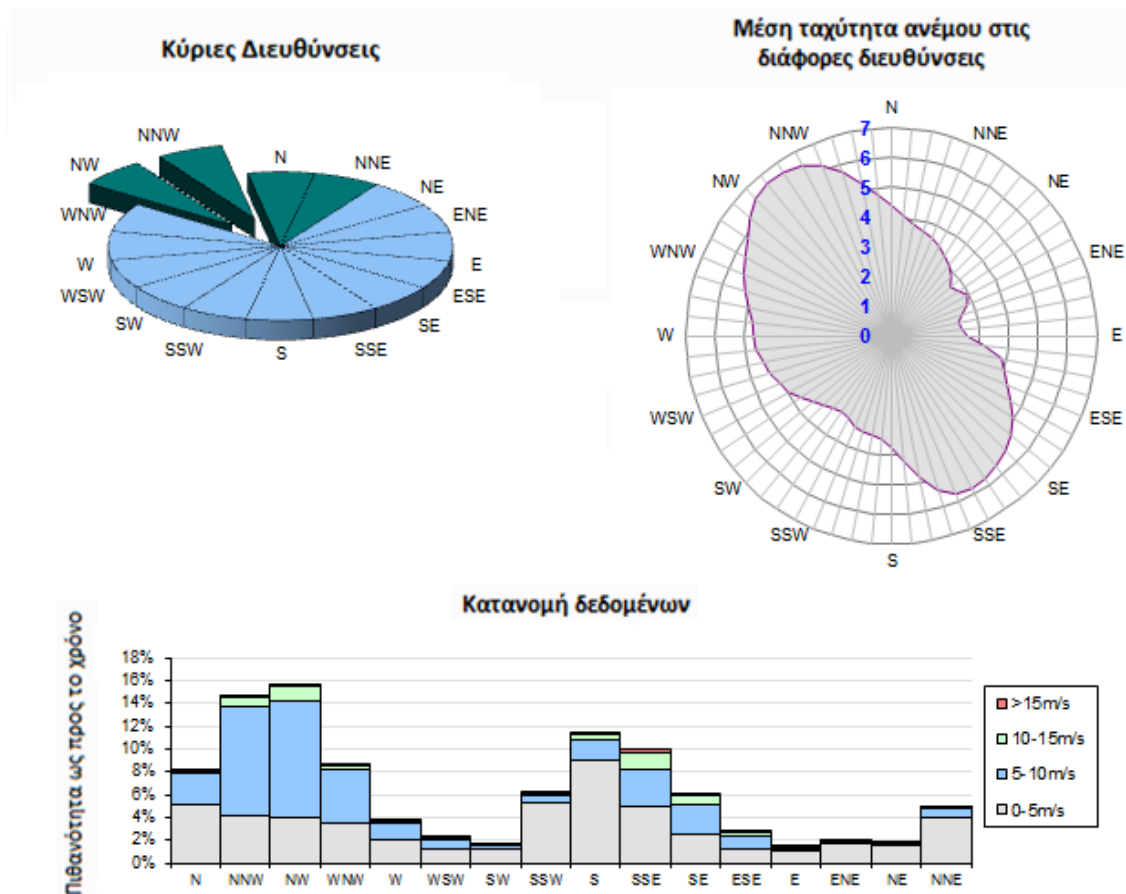 Κύριες Διευθύνσεις
N
NNE
NE
ENE
E
ESE
SE
SSE
S
SSW
SW
WSW
W
WNW
NW
NNW
Μέση ταχύτητα ανέμου στις
διάφορες διευθύνσεις
N
NNE
NE
ENE
E
ESE
SE
SSE
S
SSW
SW
WSW
W
WNW
NW
NNW
7
6
5
4
3
2
1
0
Κατανομή δεδομένων
Πιθανότητα ως προς το χρόνο
18%
16%
14%
12%
10%
8%
6%
4%
2%
0%
N NNW NW WNW W WSW SW SSW S SSE SE ESE E ENE NE NNE
>15m/s
10-15m/s
5-10m/s
0-5m/s